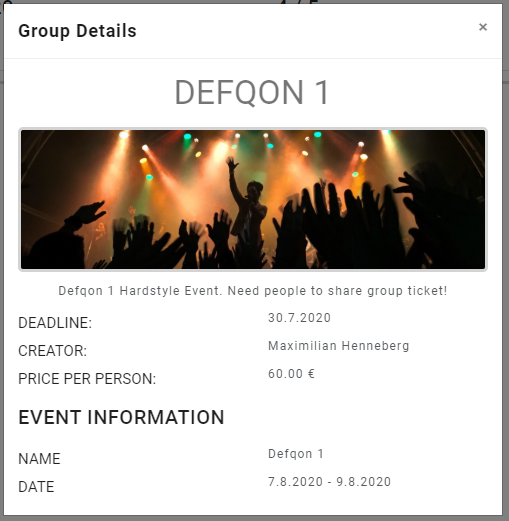 Group Details
×
DEFQON 1
Defqon 1 Hardstyle Event. Need people to share group ticket!
DEADLINE: 30.7.2020
CREATOR: Maximilian Henneberg
PRICE PER PERSON: 60.00 €
EVENT INFORMATION
NAME Defqon 1
DATE 7.8.2020 - 9.8.2020